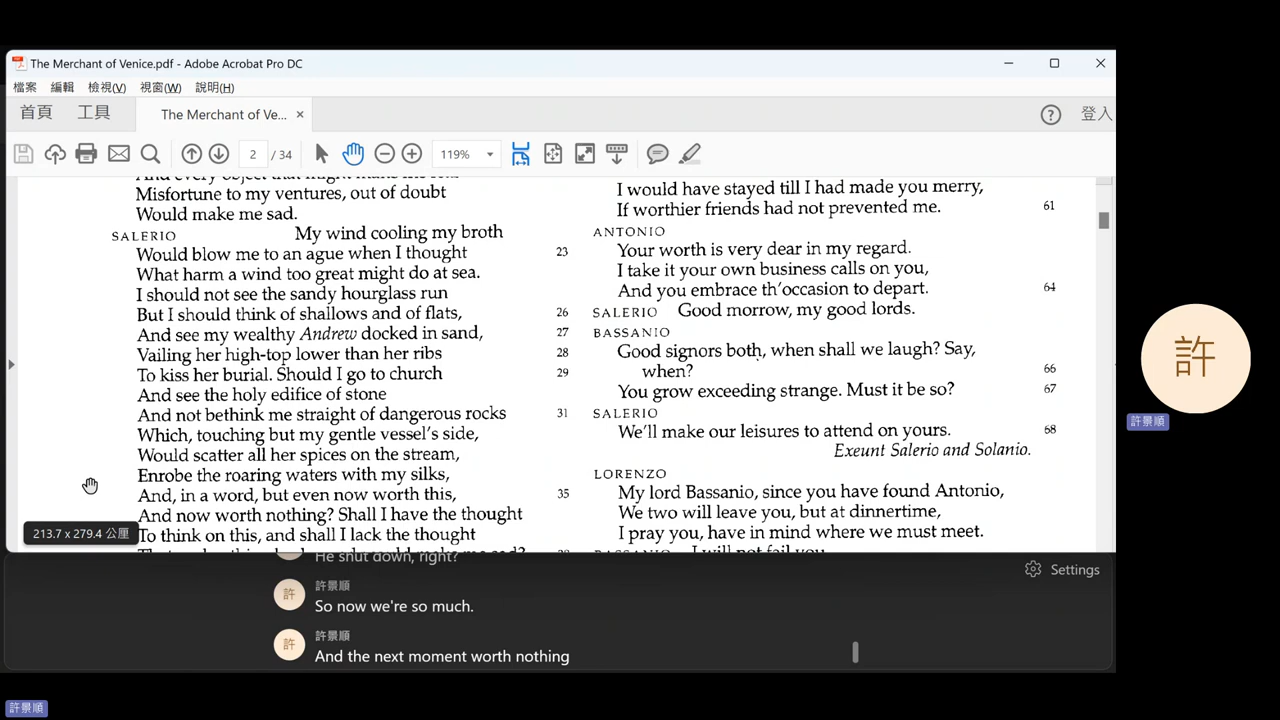 The Merchant of Venice.pdf - Adobe Acrobat Pro DC
檔案 編輯 檢視(V) 視窗(W) 說明(H)
首頁 工具 The Merchant of Ve... × 登入
2 / 34 119%
Misfortune to my ventures, out of doubt
Would make me sad.
SALERIO My wind cooling my broth
Would blow me to an ague when I thought 23
What harm a wind too great might do at sea.
I should not see the sandy hourglass run
But I should think of shallows and of flats, 26
And see my wealthy Andrew docked in sand, 27
Vailing her high-top lower than her ribs 28
To kiss her burial. Should I go to church 29
And see the holy edifice of stone
And not bethink me straight of dangerous rocks 31
Which, touching but my gentle vessel's side,
Would scatter all her spices on the stream,
Enrobe the roaring waters with my silks,
And, in a word, but even now worth this, 35
And now worth nothing? Shall I have the thought
To think on this, and shall I lack the thought
213.7 x 279.4 公厘
I would have stayed till I had made you merry,
If worthier friends had not prevented me. 61
ANTONIO
Your worth is very dear in my regard.
I take it your own business calls on you,
And you embrace th'occasion to depart. 64
SALERIO Good morrow, my good lords.
BASSANIO
Good signors both, when shall we laugh? Say,
when? 66
You grow exceeding strange. Must it be so? 67
SALERIO
We'll make our leisures to attend on yours. 68
Exeunt Salerio and Solanio.
LORENZO
My lord Bassanio, since you have found Antonio,
We two will leave you, but at dinnertime,
I pray you, have in mind where we must meet.
BASSANIO I will not fail you.
He shut down, right?
Settings
許 許景順
So now we're so much.
許 許景順
And the next moment worth nothing
許
許景順
許景順